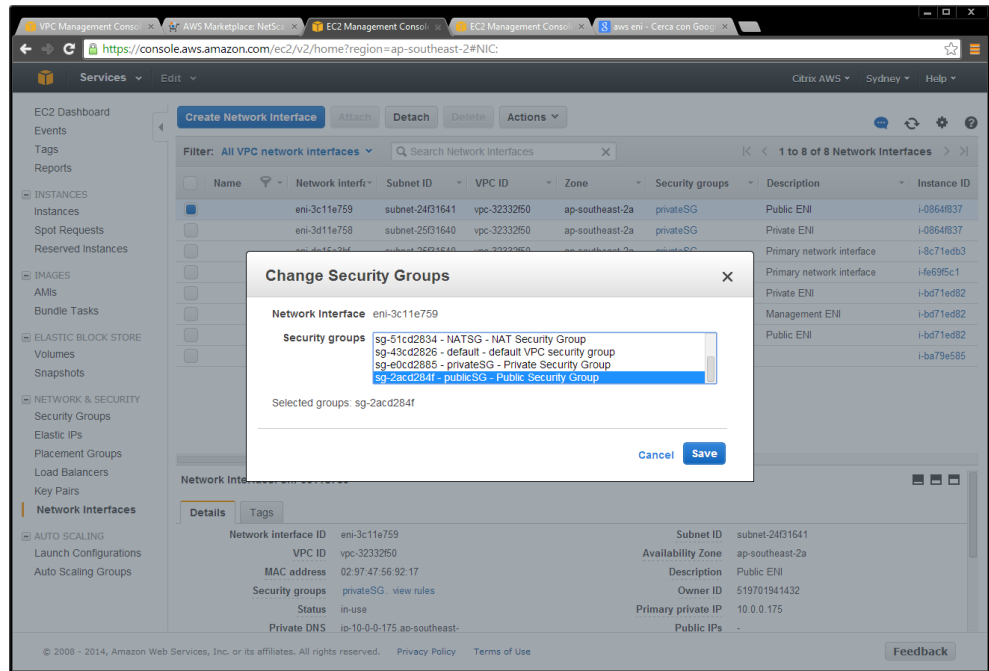 VPC Management Conso
AWS Marketplace: NetSca
EC2 Management Consol
EC2 Management Consol
aws eni - Cerca con Googl
https://console.aws.amazon.com/ec2/v2/home?region=ap-southeast-2#NIC:
Services Edit Citrix AWS Sydney Help
EC2 Dashboard
Events
Tags
Reports
INSTANCES
Instances
Spot Requests
Reserved Instances
IMAGES
AMIs
Bundle Tasks
ELASTIC BLOCK STORE
Volumes
Snapshots
NETWORK & SECURITY
Security Groups
Elastic IPs
Placement Groups
Load Balancers
Key Pairs
Network Interfaces
AUTO SCALING
Launch Configurations
Auto Scaling Groups
Create Network Interface Attach Detach Delete Actions
Filter: All VPC network interfaces Search Network Interfaces 1 to 8 of 8 Network Interfaces
Name Network interfa Subnet ID VPC ID Zone Security groups Description Instance ID
eni-3c11e759 subnet-24f31641 vpc-32332f50 ap-southeast-2a privateSG Public ENI i-0864f837
eni-3d11e758 subnet-25f31640 vpc-32332f50 ap-southeast-2a privateSG Private ENI i-0864f837
Primary network interface i-8c71edb3
Primary network interface i-fe69f5c1
Private ENI i-bd71ed82
Management ENI i-bd71ed82
Public ENI i-bd71ed82
i-ba79e585
Change Security Groups
Network Interface eni-3c11e759
Security groups
sg-51cd2834 - NATSG - NAT Security Group
sg-43cd2826 - default - default VPC security group
sg-e0cd2885 - privateSG - Private Security Group
sg-2acd284f - publicSG - Public Security Group
Selected groups: sg-2acd284f
Cancel Save
Details Tags
Network interface ID eni-3c11e759 Subnet ID subnet-24f31641
VPC ID vpc-32332f50 Availability Zone ap-southeast-2a
MAC address 02:97:47:56:92:17 Description Public ENI
Security groups privateSG. view rules Owner ID 519701941432
Status in-use Primary private IP 10.0.0.175
Private DNS ip-10-0-0-175.ap-southeast- Public IPs -
© 2008 - 2014, Amazon Web Services, Inc. or its affiliates. All rights reserved. Privacy Policy Terms of Use Feedback